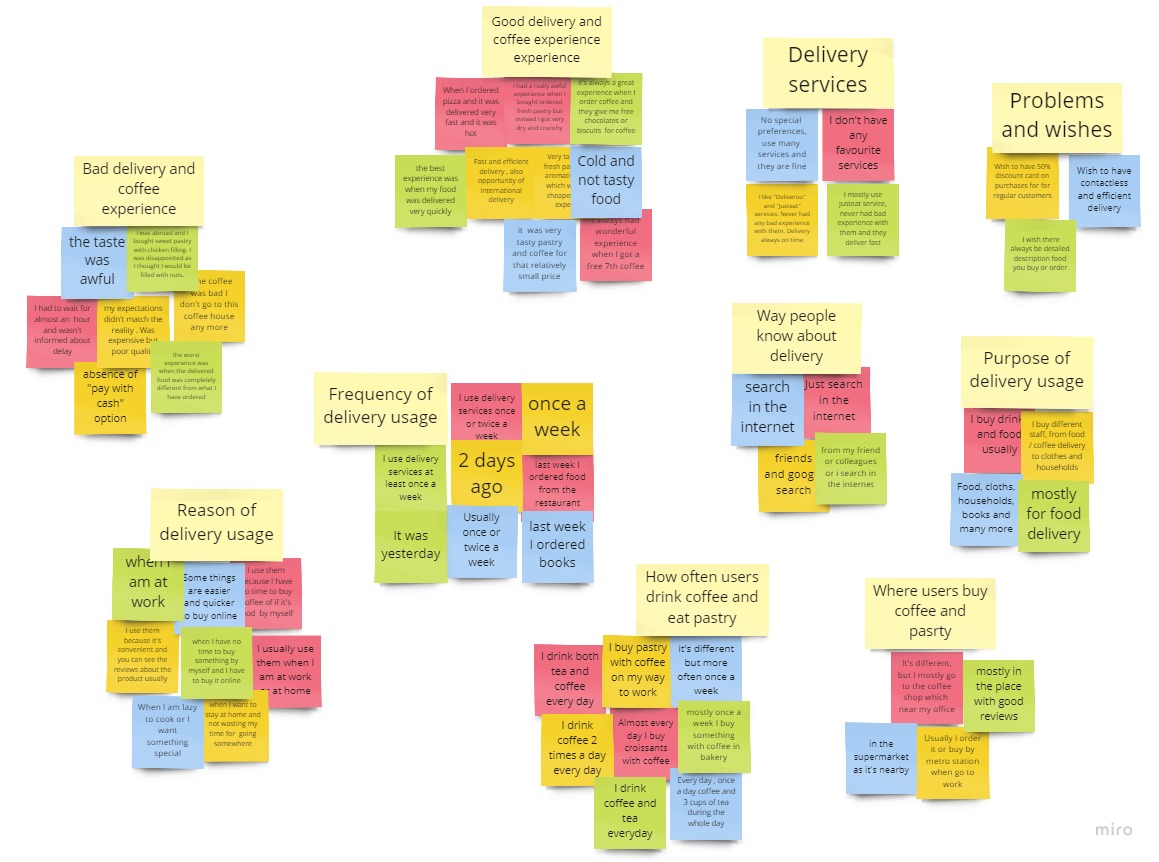 Good delivery and
coffee experience
experience
When I ordered
pizza and it was
delivered very
fast and it was
hot
I had a really awful
experience when I
bought ordered
fresh pastry but
instead I got very
dry and crunchy
it's always a great
experience when I
order coffee and
they give me free
chocolates or
biscuits for coffee
the best
experience was
when my food
was delivered
very quickly
Fast and efficient
delivery , also
opportunity of
international
delivery
Very
fresh
which
Cold and
not tasty
food
it was very
tasty pastry
and coffee for
that relatively
small price
I always had
wonderful
experience
when I got a
free 7th coffee
Delivery
services
No special
preferences,
use many
services and
they are fine
I don't have
any
favourite
services
I like "Deliveroo"
and "Justeat"
services. Never had
any bad experience
with them. Delivery
always on time
I mostly use
Justeat service,
never had bad
experience with
them and they
deliver fast
Problems
and wishes
Wish to have 50%
discount card on
purchases for for
regular customers
Wish to have
contactless
and efficient
delivery
I wish there
always be detailed
description food
you buy or order
Bad delivery and
coffee
experience
the taste
was
awful
I was abroad and I
bought sweet pastry
with chicken filling. I
was disappointed as
I thought I would be
filled with nuts.
coffee
was bad I
don't go to this
coffee house
any more
I had to wait for
almost an hour
and wasn't
informed about
delay
my expectations
didn't match the
reality . Was
expensive but
poor
the worst
experience was
when the delivered
food was completely
different from what I
have ordered
absence of
"pay with
cash"
option
Way people
know about
delivery
search
in the
internet
Just search
in the
internet
friends
and
search
from my friend
or colleagues
or i search in
the internet
Purpose of
delivery usage
I buy
and food
usually
I buy different
staff, from food
/ coffee delivery
to clothes and
households
Food, cloths,
households,
books and
many more
mostly
for food
delivery
Frequency of
delivery usage
I use delivery
services once
or twice a
week
once a
week
I use delivery
services at
least once a
week
2 days
ago
last week I
ordered food
from the
restaurant
It was
yesterday
Usually
once or
twice a
week
last week
I ordered
books
Reason of
delivery usage
when I
am at
work
Some things
are easier
and quicker
to buy online
I use them
because I have
no time to buy
coffee of if it's
by myself
I use them
because it's
convenient and
you can see the
reviews about the
product usually
when I have no
time to buy
something by
myself and I have
to buy it online
I usually use
them when I
am at work
or at home
When I am lazy
to cook or I
want
something
special
when I want to
stay at home and
not wasting my
time for going
somewhere
How often users
drink coffee and
eat pastry
I drink both
tea and
coffee
every day
I buy pastry
with coffee
on my way
to work
it's different
but more
often once a
week
I drink
coffee 2
times a day
every day
Almost every
day I buy
croissants
with coffee
mostly once a
week I buy
something
with coffee in
bakery
I drink
coffee and
tea
everyday
Every day , once
a day coffee and
3 cups of tea
during the
whole day
Where users buy
coffee and
pasrty
It's different,
but I mostly go
to the coffee
shop which
near my office
mostly in
the place
with good
reviews
in the
supermarket
as it's nearby
Usually I order
it or buy by
metro station
when go to
work
miro